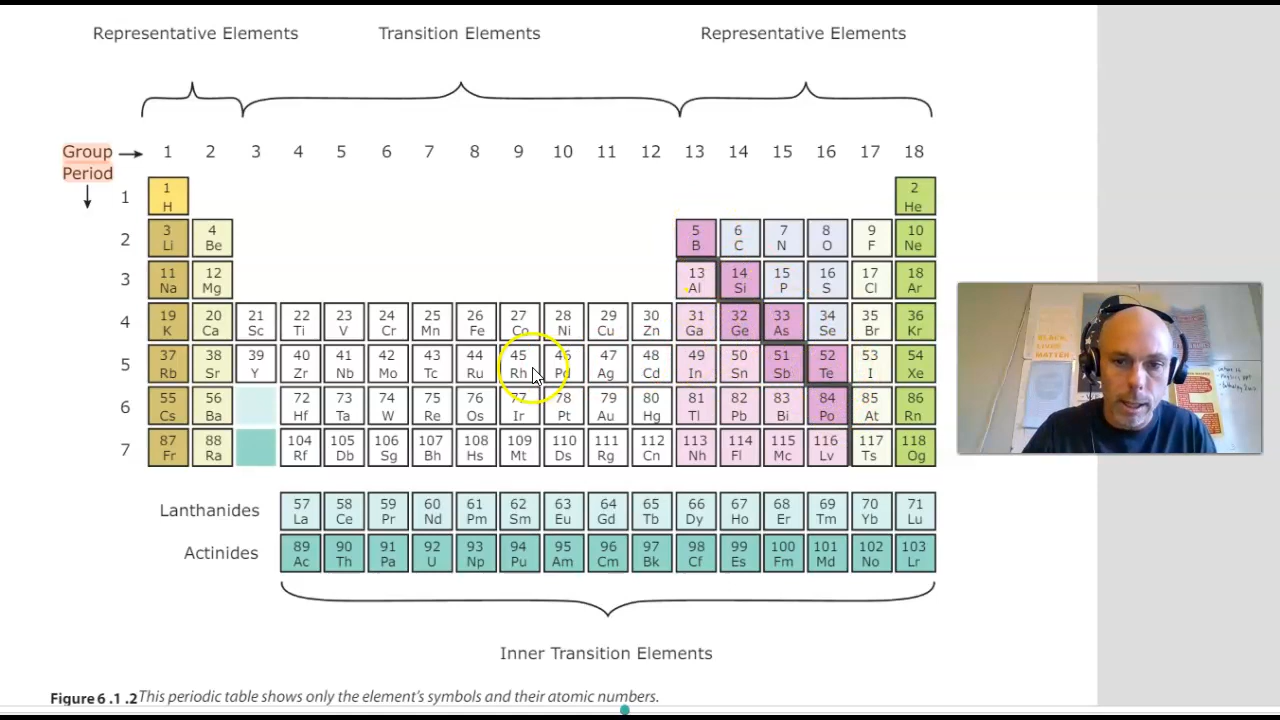 Representative Elements Transition Elements Representative Elements
Group 1 2 3 4 5 6 7 8 9 10 11 12 13 14 15 16 17 18
Period
1 1 2
H He
2 3 4 5 6 7 8 9 10
Li Be B C N O F Ne
3 11 12 13 14 15 16 17 18
Na Mg Al Si P S Cl Ar
4 19 20 21 22 23 24 25 26 27 28 29 30 31 32 33 34 35 36
K Ca Sc Ti V Cr Mn Fe Co Ni Cu Zn Ga Ge As Se Br Kr
5 37 38 39 40 41 42 43 44 45 46 47 48 49 50 51 52 53 54
Rb Sr Y Zr Nb Mo Tc Ru Rh Pd Ag Cd In Sn Sb Te I Xe
6 55 56 72 73 74 75 76 77 78 79 80 81 82 83 84 85 86
Cs Ba Hf Ta W Re Os Ir Pt Au Hg Tl Pb Bi Po At Rn
7 87 88 104 105 106 107 108 109 110 111 112 113 114 115 116 117 118
Fr Ra Rf Db Sg Bh Hs Mt Ds Rg Cn Nh Fl Mc Lv Ts Og
Lanthanides 57 58 59 60 61 62 63 64 65 66 67 68 69 70 71
La Ce Pr Nd Pm Sm Eu Gd Tb Dy Ho Er Tm Yb Lu
Actinides 89 90 91 92 93 94 95 96 97 98 99 100 101 102 103
Ac Th Pa U Np Pu Am Cm Bk Cf Es Fm Md No Lr
Inner Transition Elements
Figure 6 .1 .2 This periodic table shows only the element's symbols and their atomic numbers.
BLACK
LIVES
MATTER